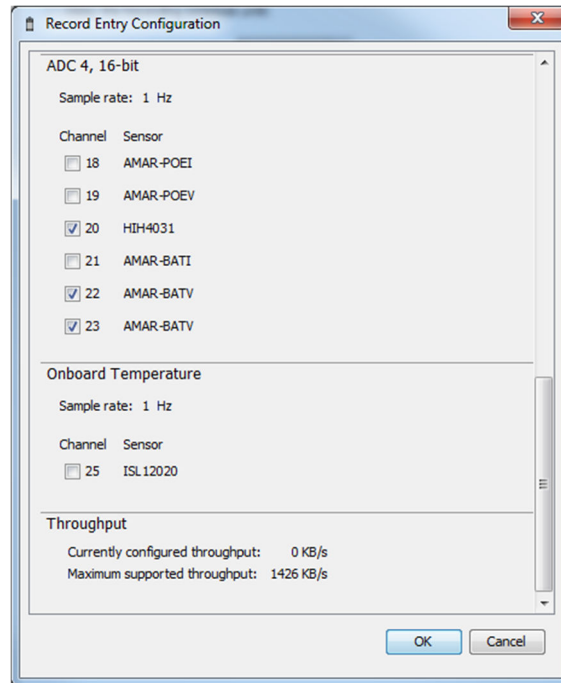 Record Entry Configuration
ADC 4, 16-bit
Sample rate: 1 Hz
Channel Sensor
18 AMAR-POEI
19 AMAR-POEV
20 HIH4031
21 AMAR-BATI
22 AMAR-BATV
23 AMAR-BATV
Onboard Temperature
Sample rate: 1 Hz
Channel Sensor
25 ISL12020
Throughput
Currently configured throughput: 0 KB/s
Maximum supported throughput: 1426 KB/s
OK Cancel